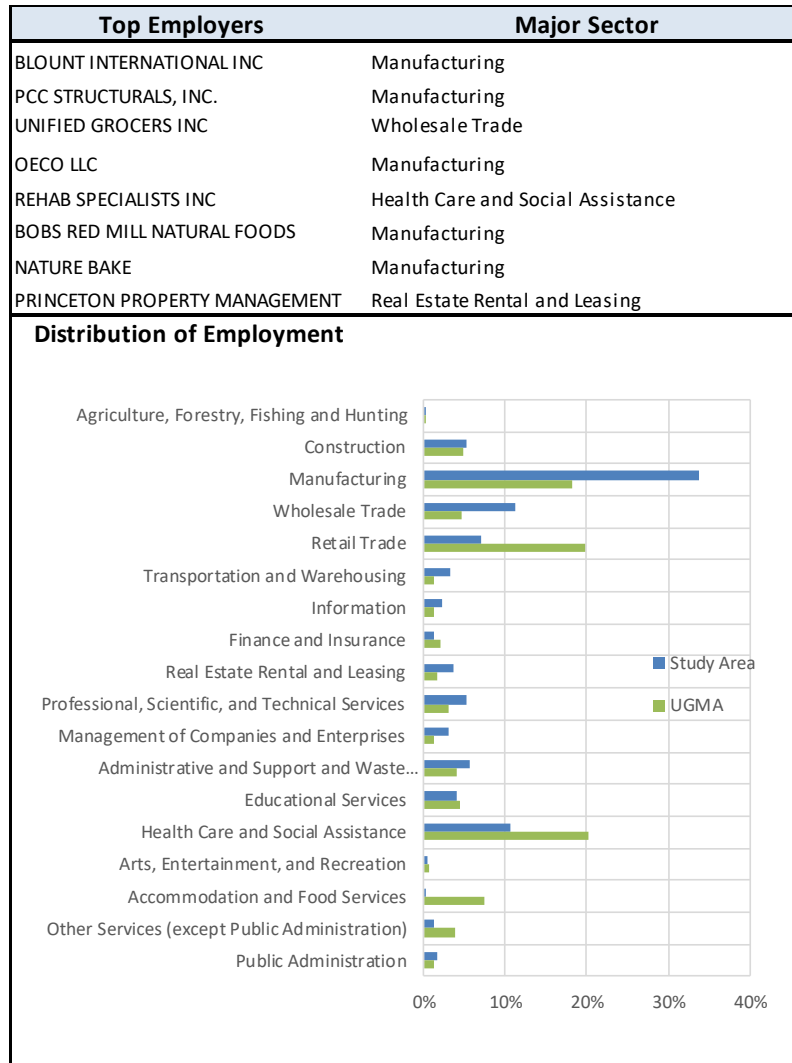 Top Employers Major Sector
BLOUNT INTERNATIONAL INC Manufacturing
PCC STRUCTURALS, INC. Manufacturing
UNIFIED GROCERS INC Wholesale Trade
OECO LLC Manufacturing
REHAB SPECIALISTS INC Health Care and Social Assistance
BOBS RED MILL NATURAL FOODS Manufacturing
NATURE BAKE Manufacturing
PRINCETON PROPERTY MANAGEMENT Real Estate Rental and Leasing
Distribution of Employment
Agriculture, Forestry, Fishing and Hunting
Construction
Manufacturing
Wholesale Trade
Retail Trade
Transportation and Warehousing
Information
Finance and Insurance
Real Estate Rental and Leasing
Professional, Scientific, and Technical Services
Management of Companies and Enterprises
Administrative and Support and Waste...
Educational Services
Health Care and Social Assistance
Arts, Entertainment, and Recreation
Accommodation and Food Services
Other Services (except Public Administration)
Public Administration
Study Area
UGMA
0% 10% 20% 30% 40%